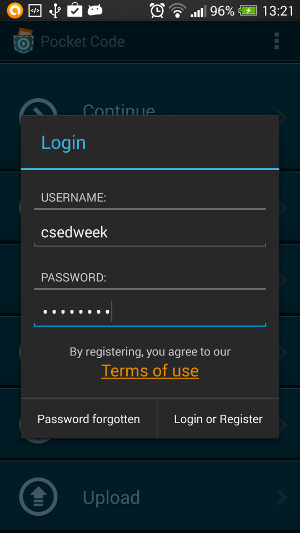 96% 13:21
Pocket Code
Continue
Login
USERNAME:
csedweek
PASSWORD:
••••••••
By registering, you agree to our
Terms of use
Password forgotten
Login or Register
Upload